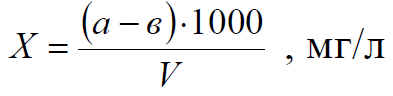 X = (а − в)·1000 / V , мг/л